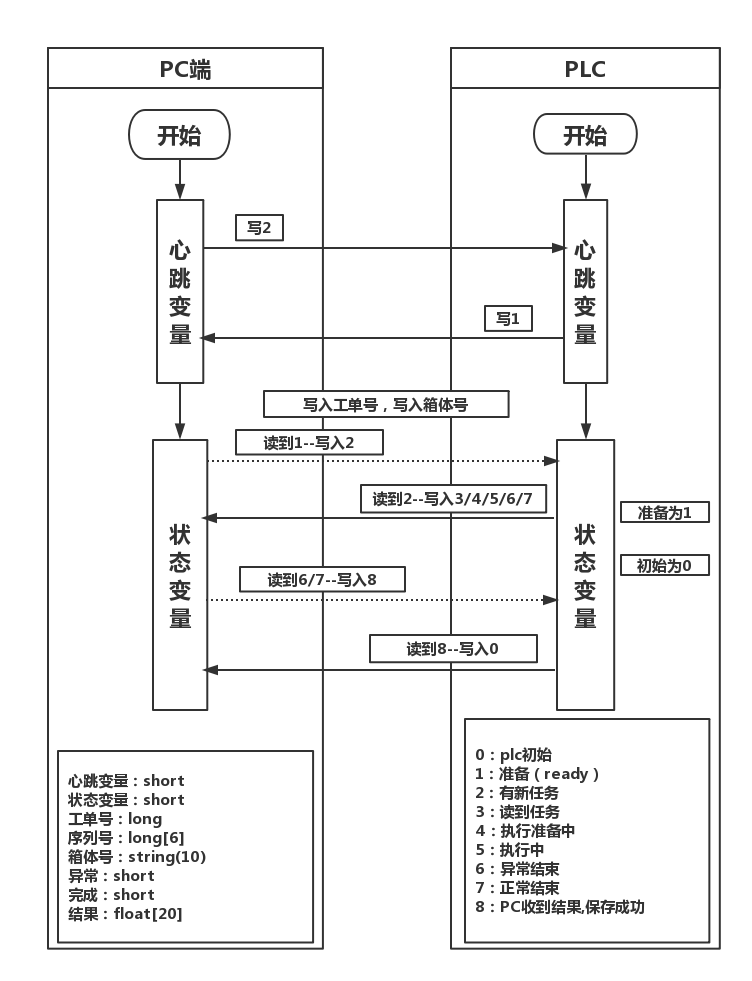 PC端
PLC
开始
开始
心跳变量
心跳变量
写2
写1
写入工单号，写入箱体号
读到1--写入2
读到2--写入3/4/5/6/7
准备为1
状态变量
状态变量
初始为0
读到6/7--写入8
读到8--写入0
心跳变量：short
状态变量：short
工单号：long
序列号：long[6]
箱体号：string(10)
异常：short
完成：short
结果：float[20]
0：plc初始
1：准备（ready）
2：有新任务
3：读到任务
4：执行准备中
5：执行中
6：异常结束
7：正常结束
8：PC收到结果,保存成功